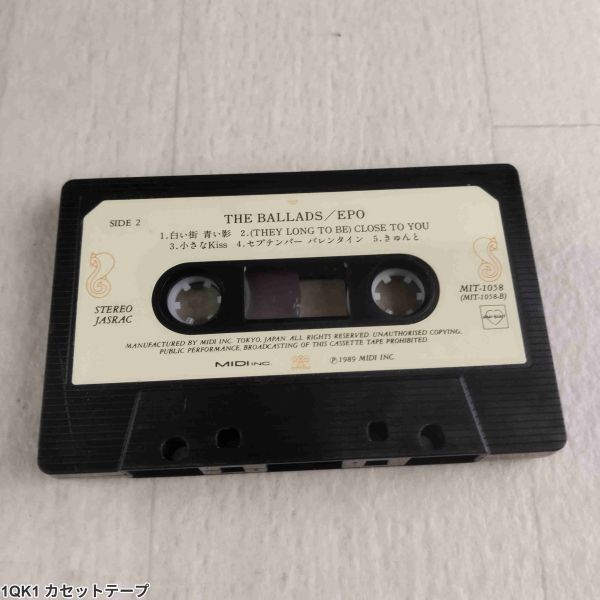 THE BALLADS/EPO
SIDE 2
1.白い街 青い影 2.(THEY LONG TO BE) CLOSE TO YOU
3.小さなKiss 4.セプテンバー バレンタイン 5.きゅんと
STEREO
JASRAC
MIT-1058
(MIT-1058-B)
MANUFACTURED BY MIDI INC. TOKYO, JAPAN. ALL RIGHTS RESERVED. UNAUTHORISED COPYING,
PUBLIC PERFORMANCE, BROADCASTING OF THIS CASSETTE TAPE PROHIBITED.
MIDI INC.
Ⓟ1989 MIDI INC.
1QK1 カセットテープ